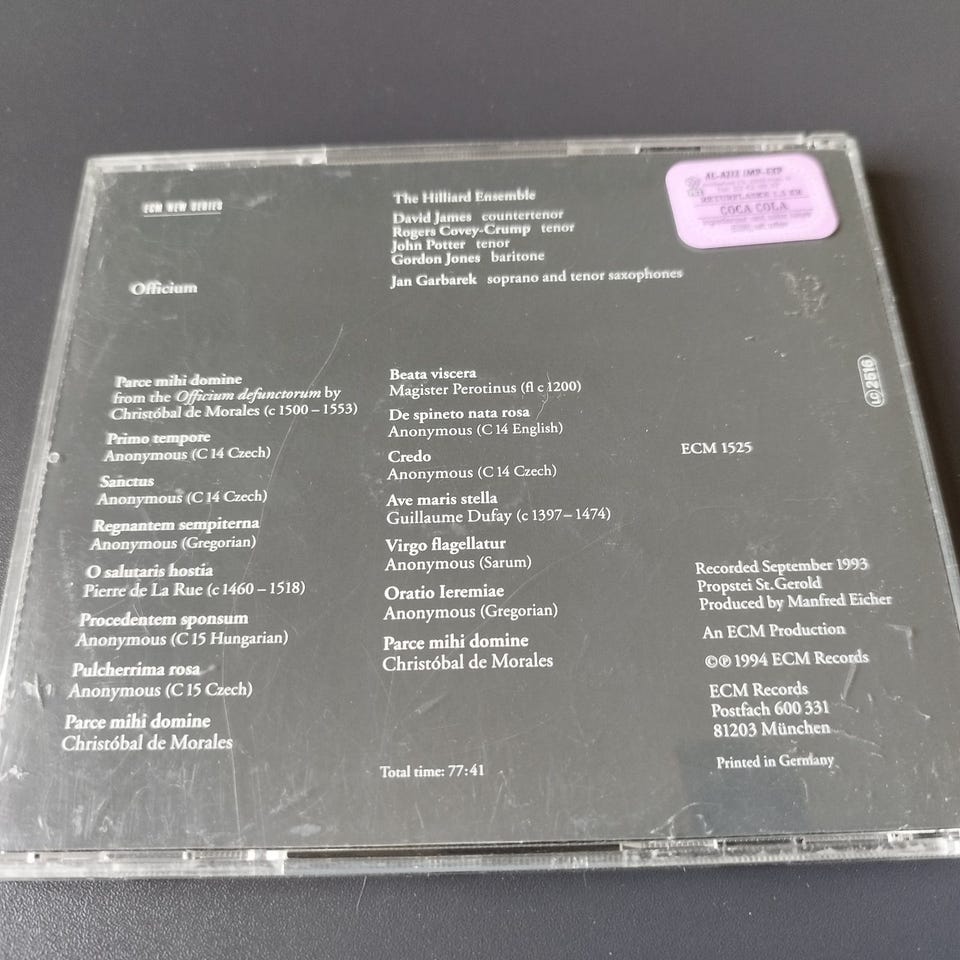 ECM NEW SERIES
Officium
The Hilliard Ensemble
David James countertenor
Rogers Covey-Crump tenor
John Potter tenor
Gordon Jones baritone
Jan Garbarek soprano and tenor saxophones
AL-A272 IMP-EXP
COCA COLA
Parce mihi domine
from the Officium defunctorum by
Christóbal de Morales (c 1500 – 1553)
Primo tempore
Anonymous (C 14 Czech)
Sanctus
Anonymous (C 14 Czech)
Regnantem sempiterna
Anonymous (Gregorian)
O salutaris hostia
Pierre de La Rue (c 1460 – 1518)
Procedentem sponsum
Anonymous (C 15 Hungarian)
Pulcherrima rosa
Anonymous (C 15 Czech)
Parce mihi domine
Christóbal de Morales
Beata viscera
Magister Perotinus (fl c 1200)
De spineto nata rosa
Anonymous (C 14 English)
Credo
Anonymous (C 14 Czech)
Ave maris stella
Guillaume Dufay (c 1397 – 1474)
Virgo flagellatur
Anonymous (Sarum)
Oratio Ieremiae
Anonymous (Gregorian)
Parce mihi domine
Christóbal de Morales
Total time: 77:41
LC 2516
ECM 1525
Recorded September 1993
Propstei St. Gerold
Produced by Manfred Eicher
An ECM Production
©℗ 1994 ECM Records
ECM Records
Postfach 600 331
81203 München
Printed in Germany